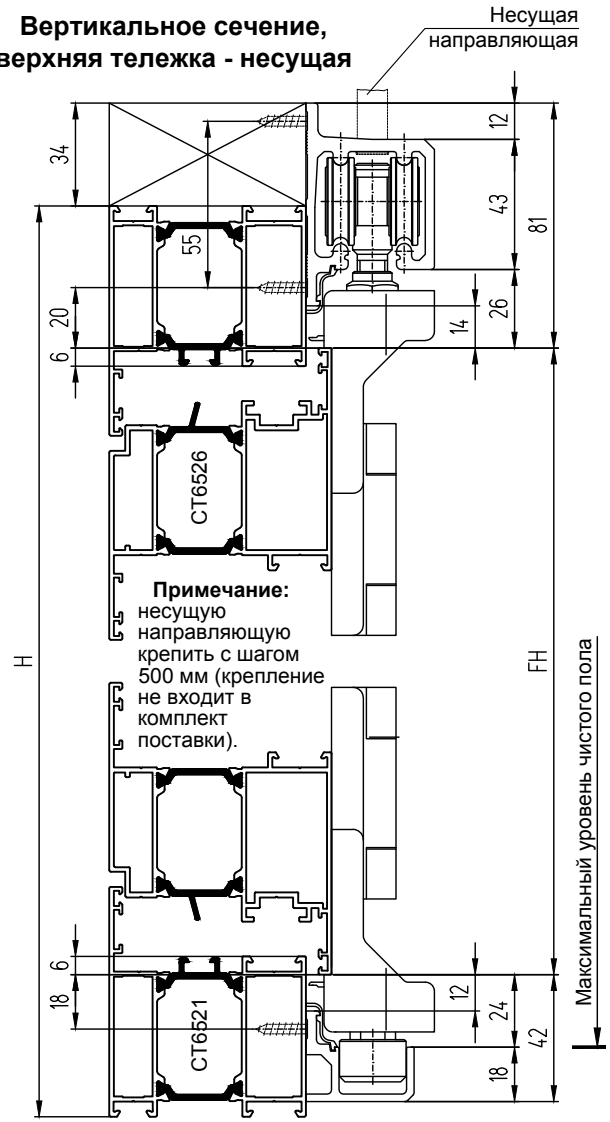 Вертикальное сечение,
верхняя тележка - несущая
Несущая
направляющая
34
55
20
6
12
43
81
26
14
СТ6526
Примечание:
несущую
направляющую
крепить с шагом
500 мм (крепление
не входит в
комплект
поставки).
H
FH
Максимальный уровень чистого пола
6
18
СТ6521
12
24
42
18